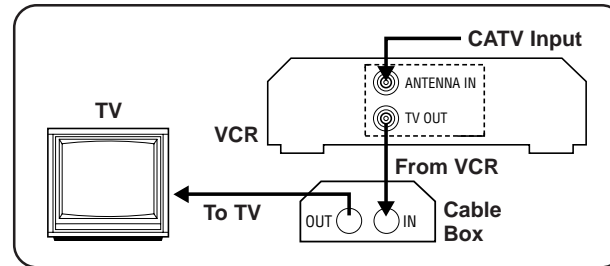 CATV Input
ANTENNA IN
TV
TV OUT
VCR
From VCR
To TV
OUT
IN
Cable
Box